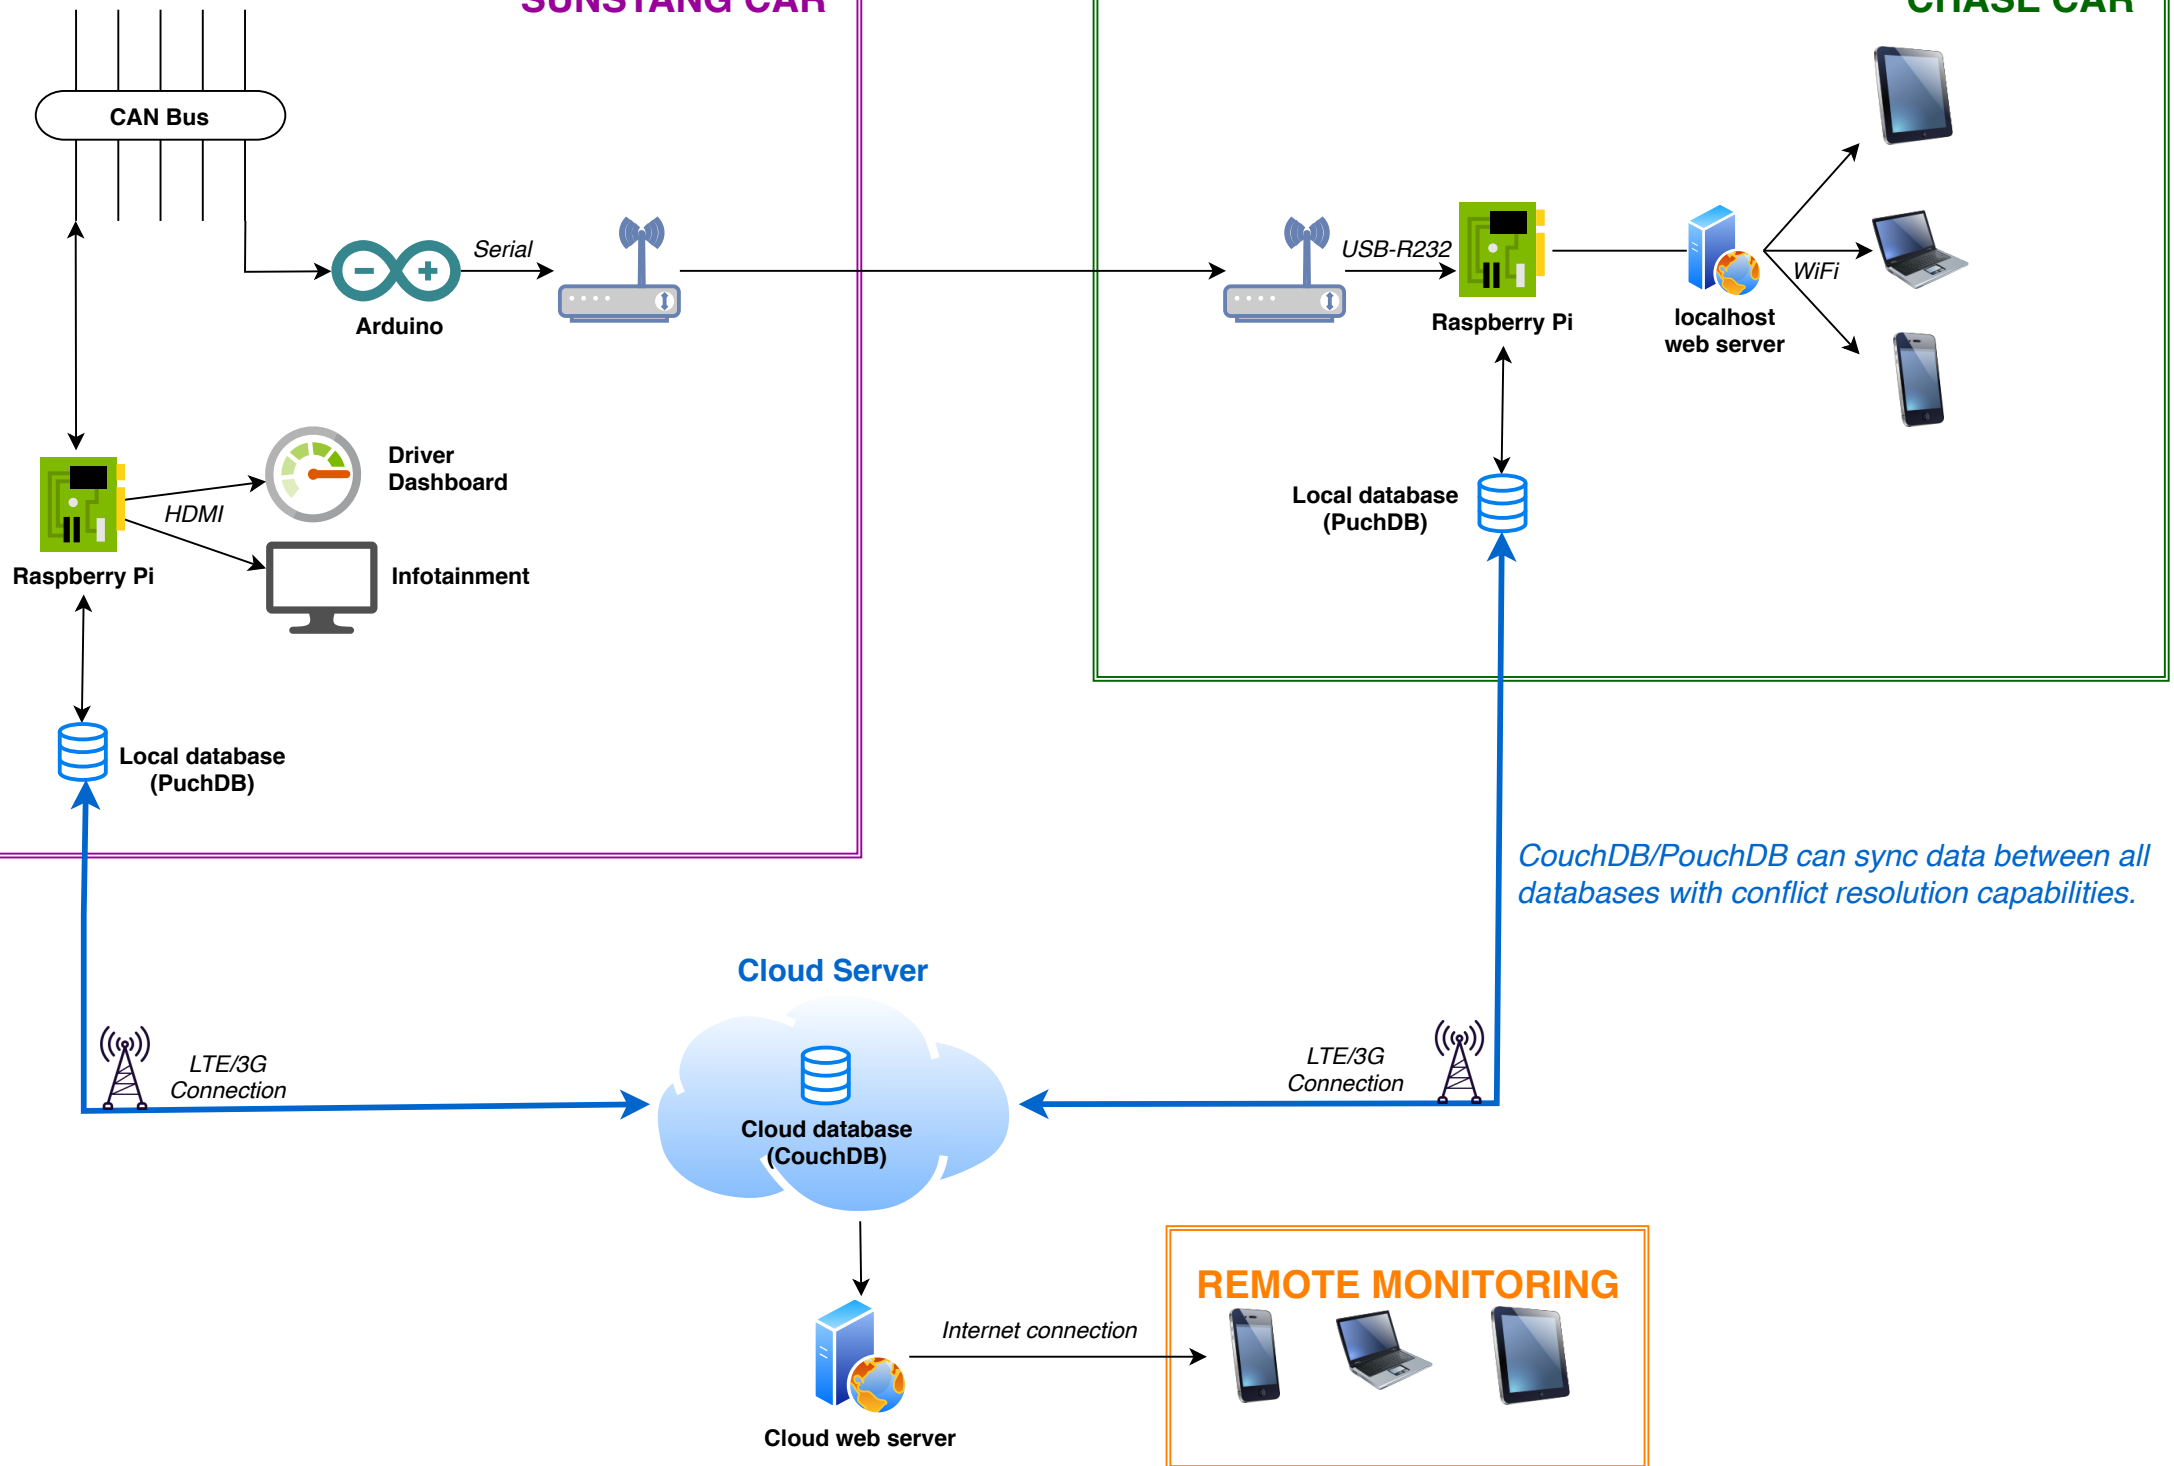 SUNSTANG CAR
CHASE CAR
CAN Bus
Serial
Arduino
USB-R232
Raspberry Pi
localhost
web server
WiFi
Driver
Dashboard
HDMI
Raspberry Pi
Infotainment
Local database
(PuchDB)
Local database
(PuchDB)
CouchDB/PouchDB can sync data between all
databases with conflict resolution capabilities.
Cloud Server
LTE/3G
Connection
LTE/3G
Connection
Cloud database
(CouchDB)
REMOTE MONITORING
Internet connection
Cloud web server